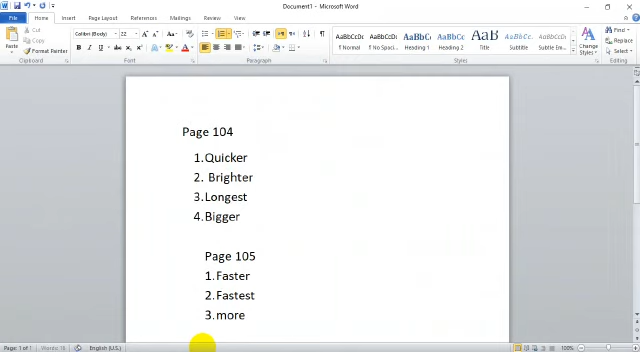 Document1 - Microsoft Word
File Home Insert Page Layout References Mailings Review View
Paste
Cut
Copy
Format Painter
Clipboard
Calibri (Body) 22
Font
Paragraph
AaBbCcDc AaBbCcDc AaBbC AaBbCc AaB AaBbCc. AaBbCcDc
¶ Normal ¶ No Spaci... Heading 1 Heading 2 Title Subtitle Subtle Em...
Styles
Change Styles
Find
Replace
Select
Editing
Page 104
1. Quicker
2. Brighter
3. Longest
4. Bigger
Page 105
1. Faster
2. Fastest
3. more
Page: 1 of 1 Words: 18 English (U.S.) 100%